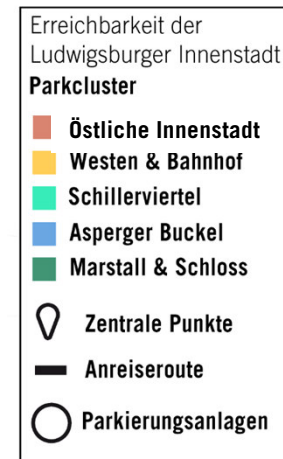 Erreichbarkeit der
Ludwigsburger Innenstadt
Parkcluster
Östliche Innenstadt
Westen & Bahnhof
Schillerviertel
Asperger Buckel
Marstall & Schloss
Zentrale Punkte
Anreiseroute
Parkierungsanlagen